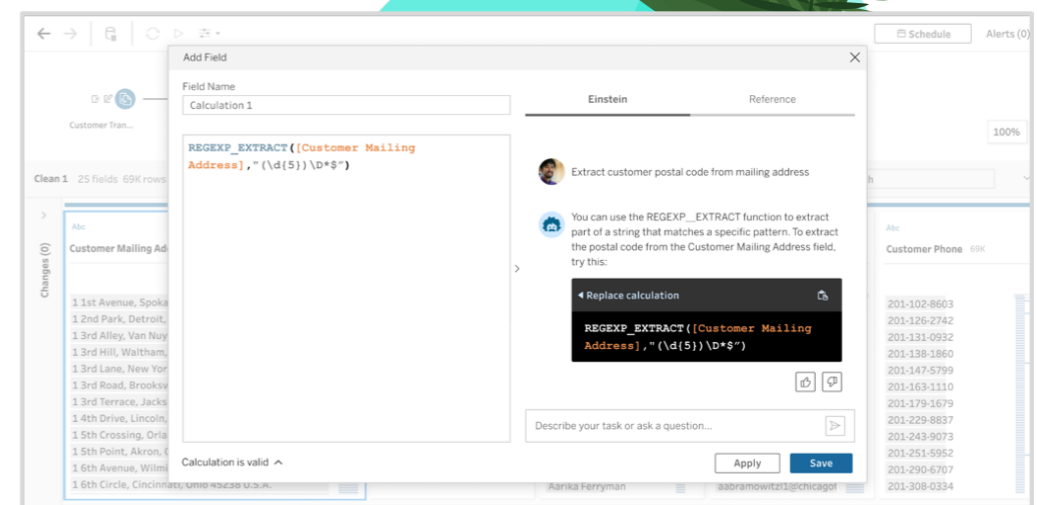 Schedule
Alerts (0)
Add Field
Field Name
Calculation 1
Einstein
Reference
Customer Tran...
100%
REGEXP_EXTRACT([Customer Mailing
Address],"(\d{5})\D*$")
Extract customer postal code from mailing address
Clean 1 25 fields 69K rows
You can use the REGEXP__EXTRACT function to extract
part of a string that matches a specific pattern. To extract
the postal code from the Customer Mailing Address field,
try this:
Replace calculation
REGEXP_EXTRACT([Customer Mailing
Address],"(\d{5})\D*$")
Describe your task or ask a question...
Calculation is valid
Apply
Save
Changes (0)
Abc
Customer Mailing Ad
1 1st Avenue, Spoka
1 2nd Park, Detroit,
1 3rd Alley, Van Nuy
1 3rd Hill, Waltham,
1 3rd Lane, New Yor
1 3rd Road, Brooksv
1 3rd Terrace, Jacks
1 4th Drive, Lincoln,
1 5th Crossing, Orla
1 5th Point, Akron, O
1 6th Avenue, Wilmi
1 6th Circle, Cincinnati, Ohio 45238 U.S.A.
Aarika Ferryman
aabramowitzl1@chicagot
Abc
Customer Phone 69K
201-102-8603
201-126-2742
201-131-0932
201-138-1860
201-147-5799
201-163-1110
201-179-1679
201-229-8837
201-243-9073
201-251-5952
201-290-6707
201-308-0334